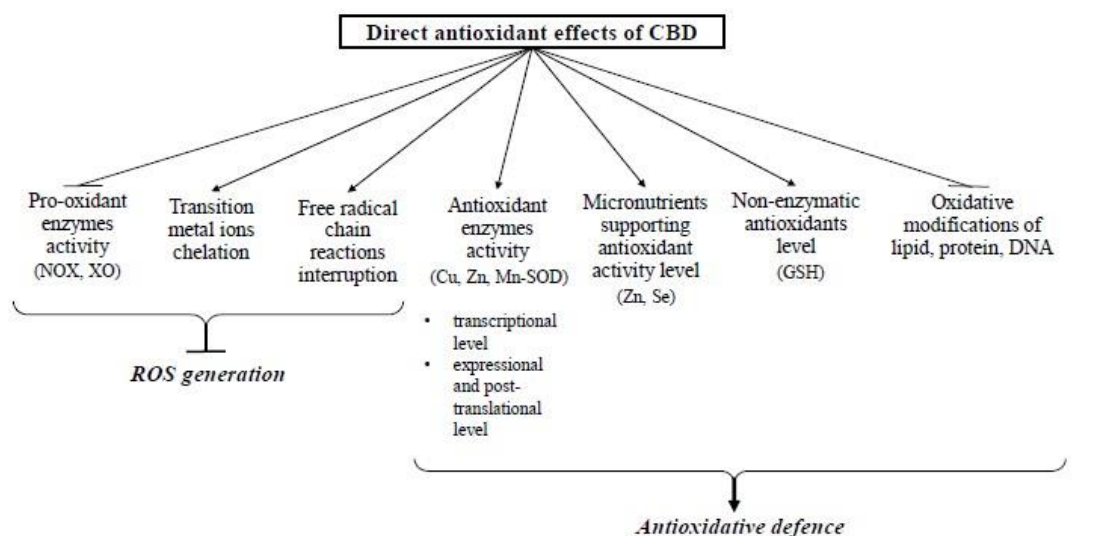 Direct antioxidant effects of CBD
Pro-oxidant
enzymes
activity
(NOX, XO)
Transition
metal ions
chelation
Free radical
chain
reactions
interruption
Antioxidant
enzymes
activity
(Cu, Zn, Mn-SOD)
• transcriptional
level
• expressional
and post-
translational
level
Micronutrients
supporting
antioxidant
activity level
(Zn, Se)
Non-enzymatic
antioxidants
level
(GSH)
Oxidative
modifications of
lipid, protein, DNA
ROS generation
Antioxidative defence